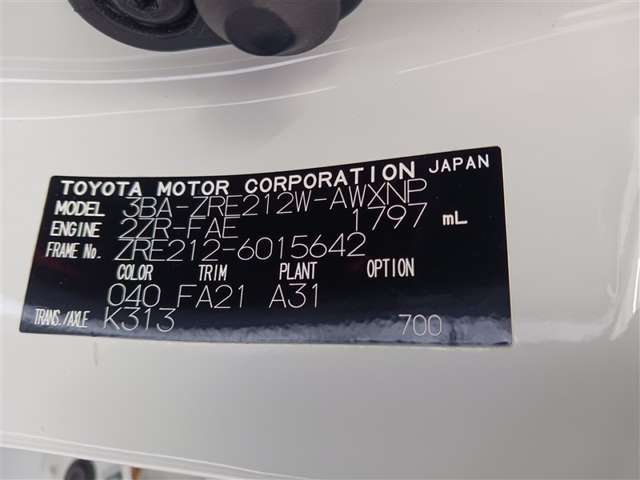 TOYOTA MOTOR CORPORATION JAPAN
MODEL 3BA-ZRE212W-AWXNP
ENGINE 2ZR-FAE 1797 mL
FRAME No. ZRE212-6015642
COLOR TRIM PLANT OPTION
040 FA21 A31
TRANS./AXLE K313 700